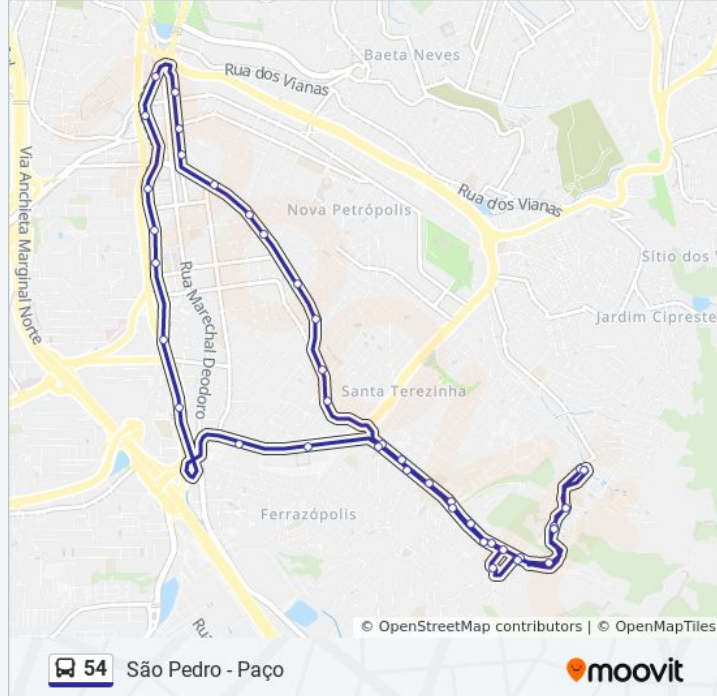 Baeta Neves
Rua dos Vianas
Rua dos Vianas
Nova Petrópolis
Via Anchieta Marginal Norte
Sítio dos V
Rua Marechal Deodoro
Jardim Cipreste
Santa Terezinha
Ferrazópolis
© OpenStreetMap contributors | © OpenMapTiles
54 São Pedro - Paço
moovit